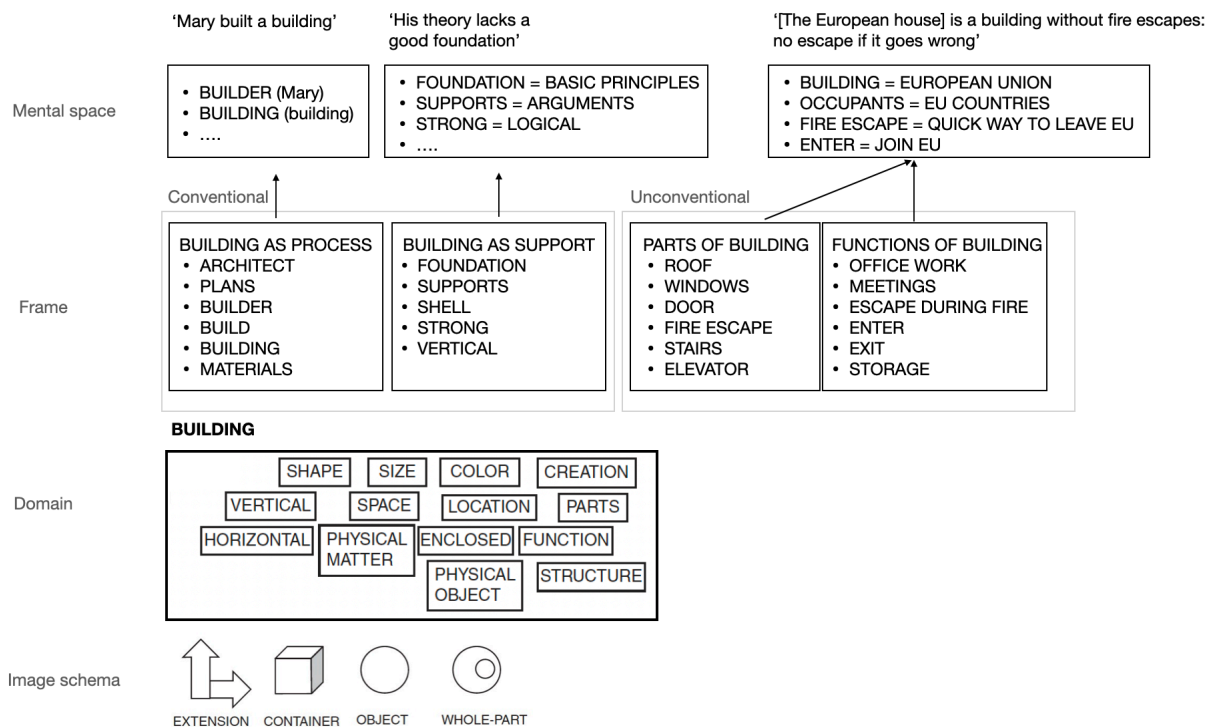 ‘Mary built a building’
‘His theory lacks a
good foundation’
‘[The European house] is a building without fire escapes:
no escape if it goes wrong’
Mental space
• BUILDER (Mary)
• BUILDING (building)
• ....
• FOUNDATION = BASIC PRINCIPLES
• SUPPORTS = ARGUMENTS
• STRONG = LOGICAL
• ....
• BUILDING = EUROPEAN UNION
• OCCUPANTS = EU COUNTRIES
• FIRE ESCAPE = QUICK WAY TO LEAVE EU
• ENTER = JOIN EU
Conventional
Unconventional
Frame
BUILDING AS PROCESS
• ARCHITECT
• PLANS
• BUILDER
• BUILD
• BUILDING
• MATERIALS
BUILDING AS SUPPORT
• FOUNDATION
• SUPPORTS
• SHELL
• STRONG
• VERTICAL
PARTS OF BUILDING
• ROOF
• WINDOWS
• DOOR
• FIRE ESCAPE
• STAIRS
• ELEVATOR
FUNCTIONS OF BUILDING
• OFFICE WORK
• MEETINGS
• ESCAPE DURING FIRE
• ENTER
• EXIT
• STORAGE
BUILDING
Domain
SHAPE
SIZE
COLOR
CREATION
VERTICAL
SPACE
LOCATION
PARTS
HORIZONTAL
PHYSICAL
MATTER
ENCLOSED
FUNCTION
PHYSICAL
OBJECT
STRUCTURE
Image schema
EXTENSION
CONTAINER
OBJECT
WHOLE-PART